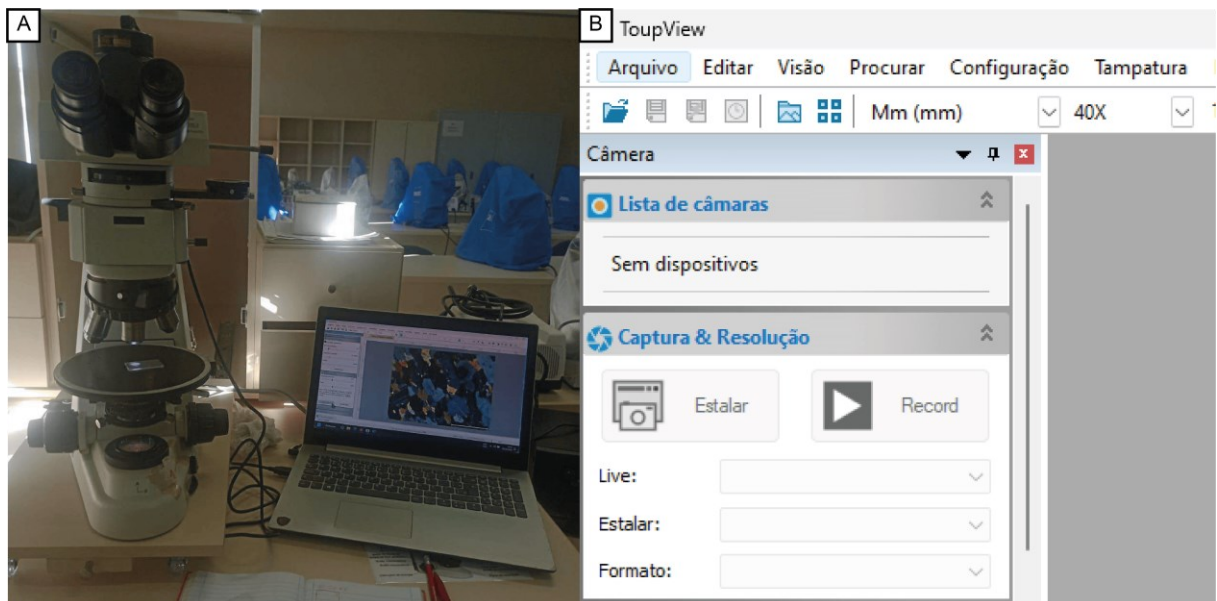 A
B
ToupView
Arquivo Editar Visão Procurar Configuração Tampatura
Mm (mm) 40X
Câmera
Lista de câmaras
Sem dispositivos
Captura & Resolução
Estalar Record
Live:
Estalar:
Formato: